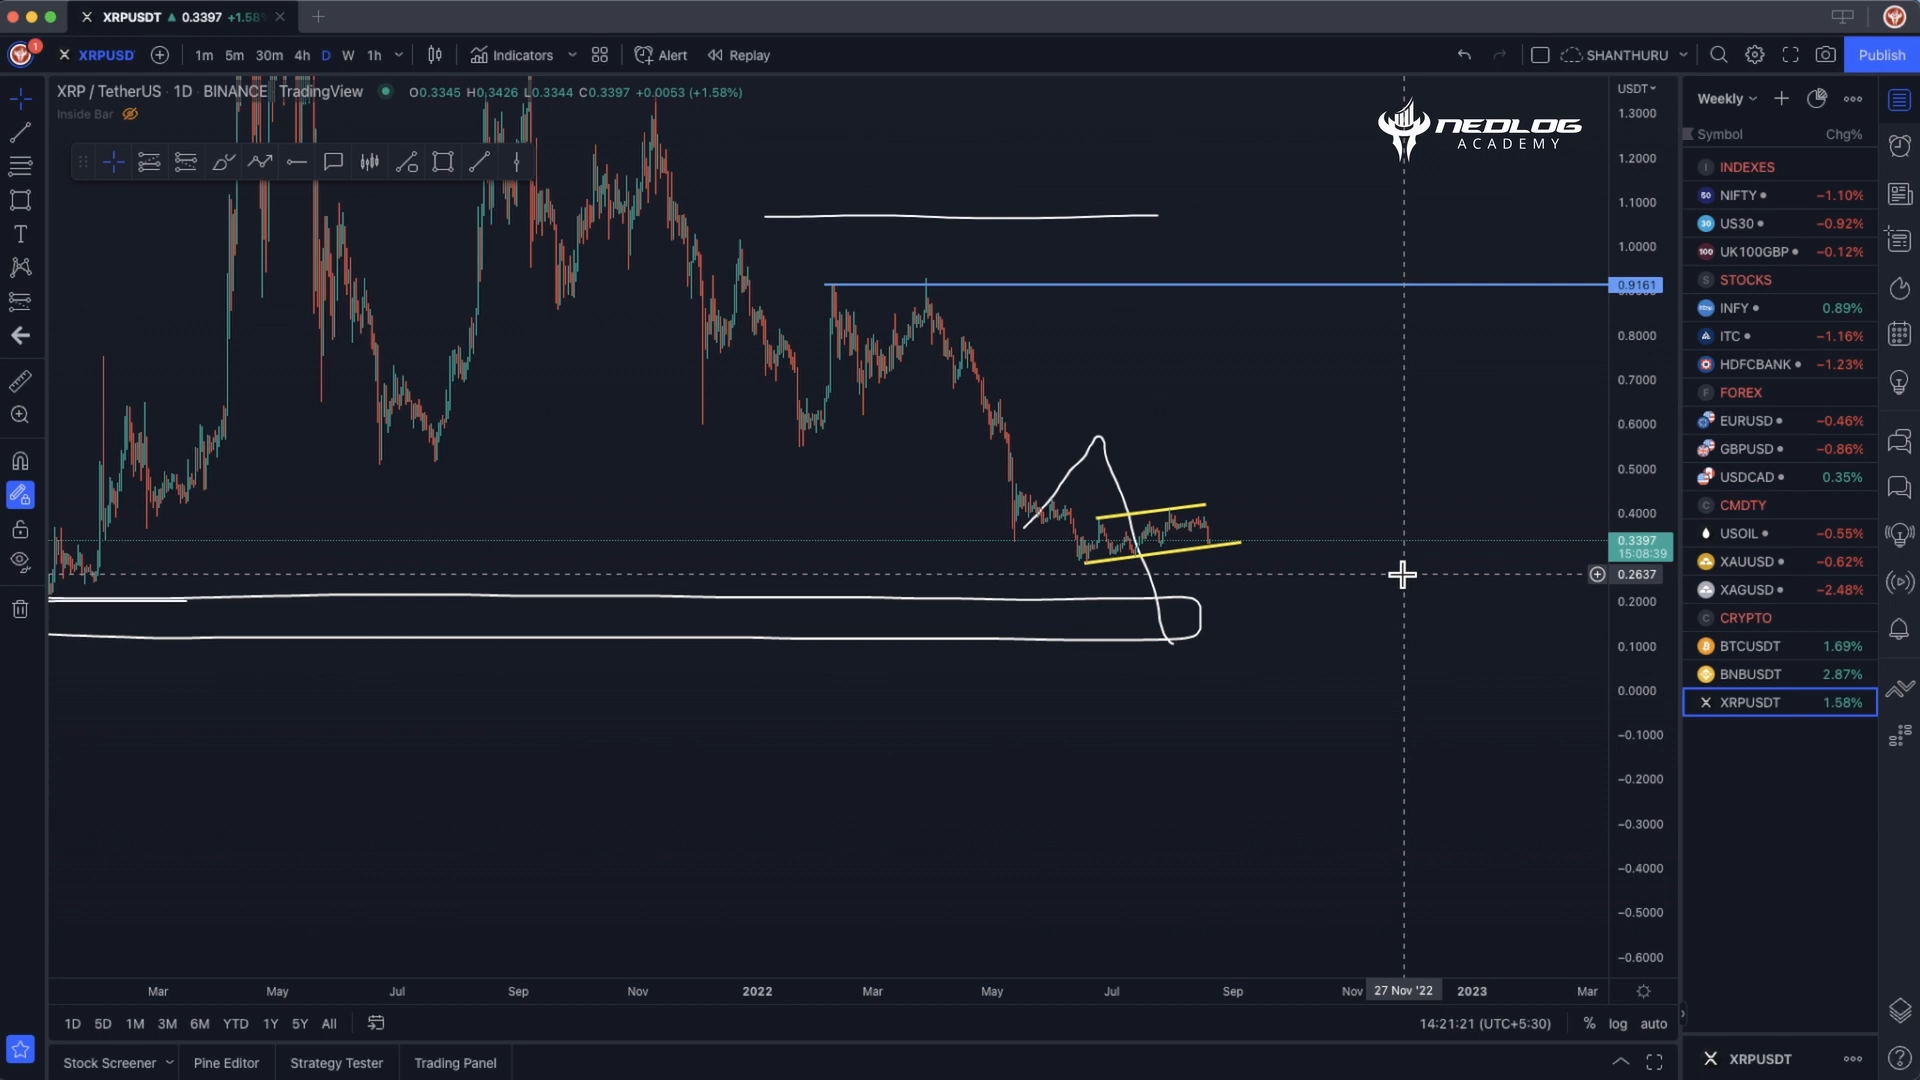 XRPUSDT ▲ 0.3397 +1.58%
1
XRPUSD
1m 5m 30m 4h D W 1h
Indicators
Alert
Replay
SHANTHURU
Publish
XRP / TetherUS · 1D · BINANCE TradingView
O0.3345 H0.3426 L0.3344 C0.3397 +0.0053 (+1.58%)
Inside Bar
NEDLOG
ACADEMY
USDT
1.3000
1.2000
1.1000
1.0000
0.9161
0.8000
0.7000
0.6000
0.5000
0.4000
0.3397
15:08:39
0.2637
0.2000
0.1000
0.0000
−0.1000
−0.2000
−0.3000
−0.4000
−0.5000
−0.6000
Mar May Jul Sep Nov 2022 Mar May Jul Sep Nov 27 Nov '22 2023 Mar
1D 5D 1M 3M 6M YTD 1Y 5Y All
14:21:21 (UTC+5:30) % log auto
Stock Screener
Pine Editor
Strategy Tester
Trading Panel
Weekly
Symbol Chg%
I INDEXES
50 NIFTY −1.10%
30 US30 −0.92%
100 UK100GBP −0.12%
S STOCKS
INFY 0.89%
ITC −1.16%
HDFCBANK −1.23%
F FOREX
EURUSD −0.46%
GBPUSD −0.86%
USDCAD 0.35%
C CMDTY
USOIL −0.55%
XAUUSD −0.62%
XAGUSD −2.48%
C CRYPTO
BTCUSDT 1.69%
BNBUSDT 2.87%
XRPUSDT 1.58%
XRPUSDT